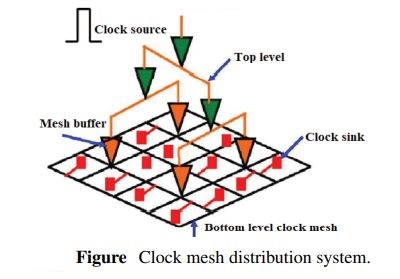 Clock source
Top level
Mesh buffer
Clock sink
Bottom level clock mesh
Figure Clock mesh distribution system.